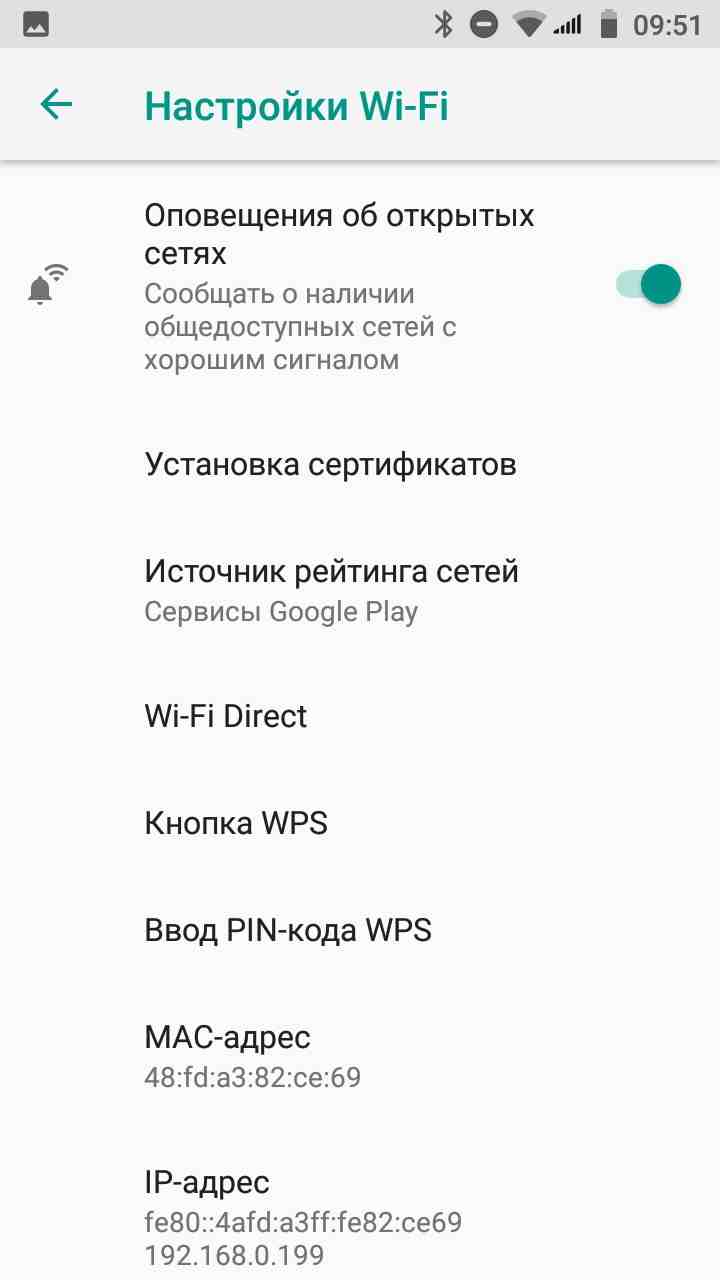 09:51
Настройки Wi-Fi
Оповещения об открытых
сетях
Сообщать о наличии
общедоступных сетей с
хорошим сигналом
Установка сертификатов
Источник рейтинга сетей
Сервисы Google Play
Wi-Fi Direct
Кнопка WPS
Ввод PIN-кода WPS
MAC-адрес
48:fd:a3:82:ce:69
IP-адрес
fe80::4afd:a3ff:fe82:ce69
192.168.0.199